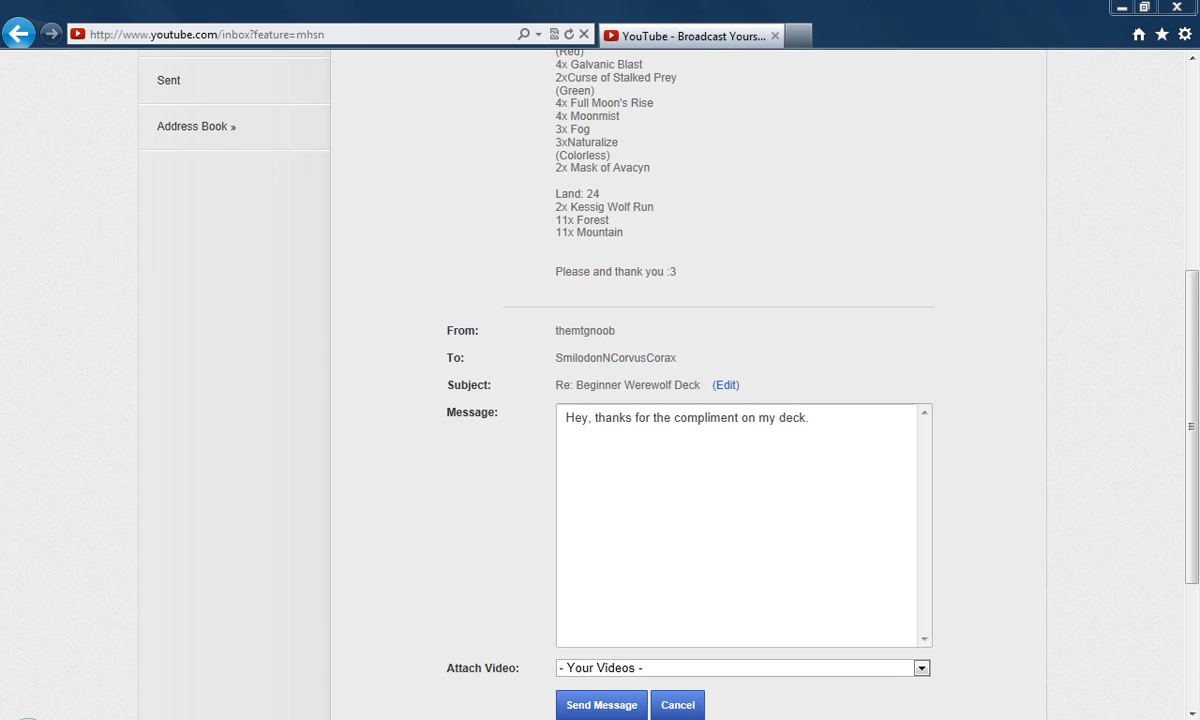 http://www.youtube.com/inbox?feature=mhsn
YouTube - Broadcast Yours...
Sent
Address Book »
(Red)
4x Galvanic Blast
2xCurse of Stalked Prey
(Green)
4x Full Moon's Rise
4x Moonmist
3x Fog
3xNaturalize
(Colorless)
2x Mask of Avacyn
Land: 24
2x Kessig Wolf Run
11x Forest
11x Mountain
Please and thank you :3
From: themtgnoob
To: SmilodonNCorvusCorax
Subject: Re: Beginner Werewolf Deck (Edit)
Message: Hey, thanks for the compliment on my deck.
Attach Video: - Your Videos -
Send Message Cancel